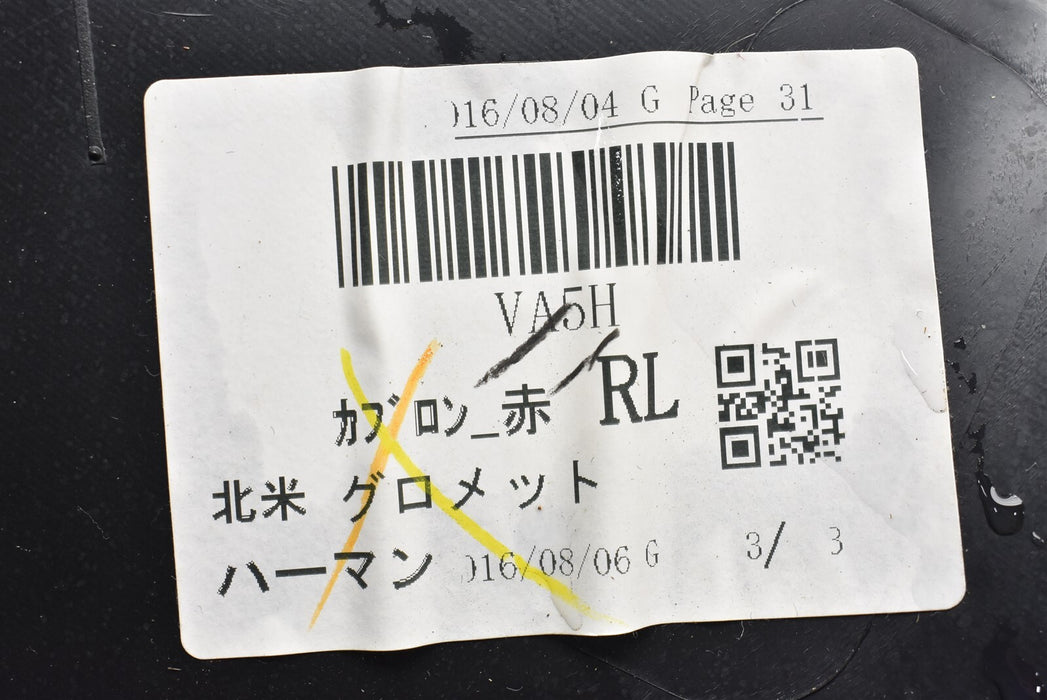 016/08/04 G Page 31
VA5H
ｶﾌﾞﾛﾝ_赤 RL
北米 グロメット
ハーマン 016/08/06 G 3/ 3